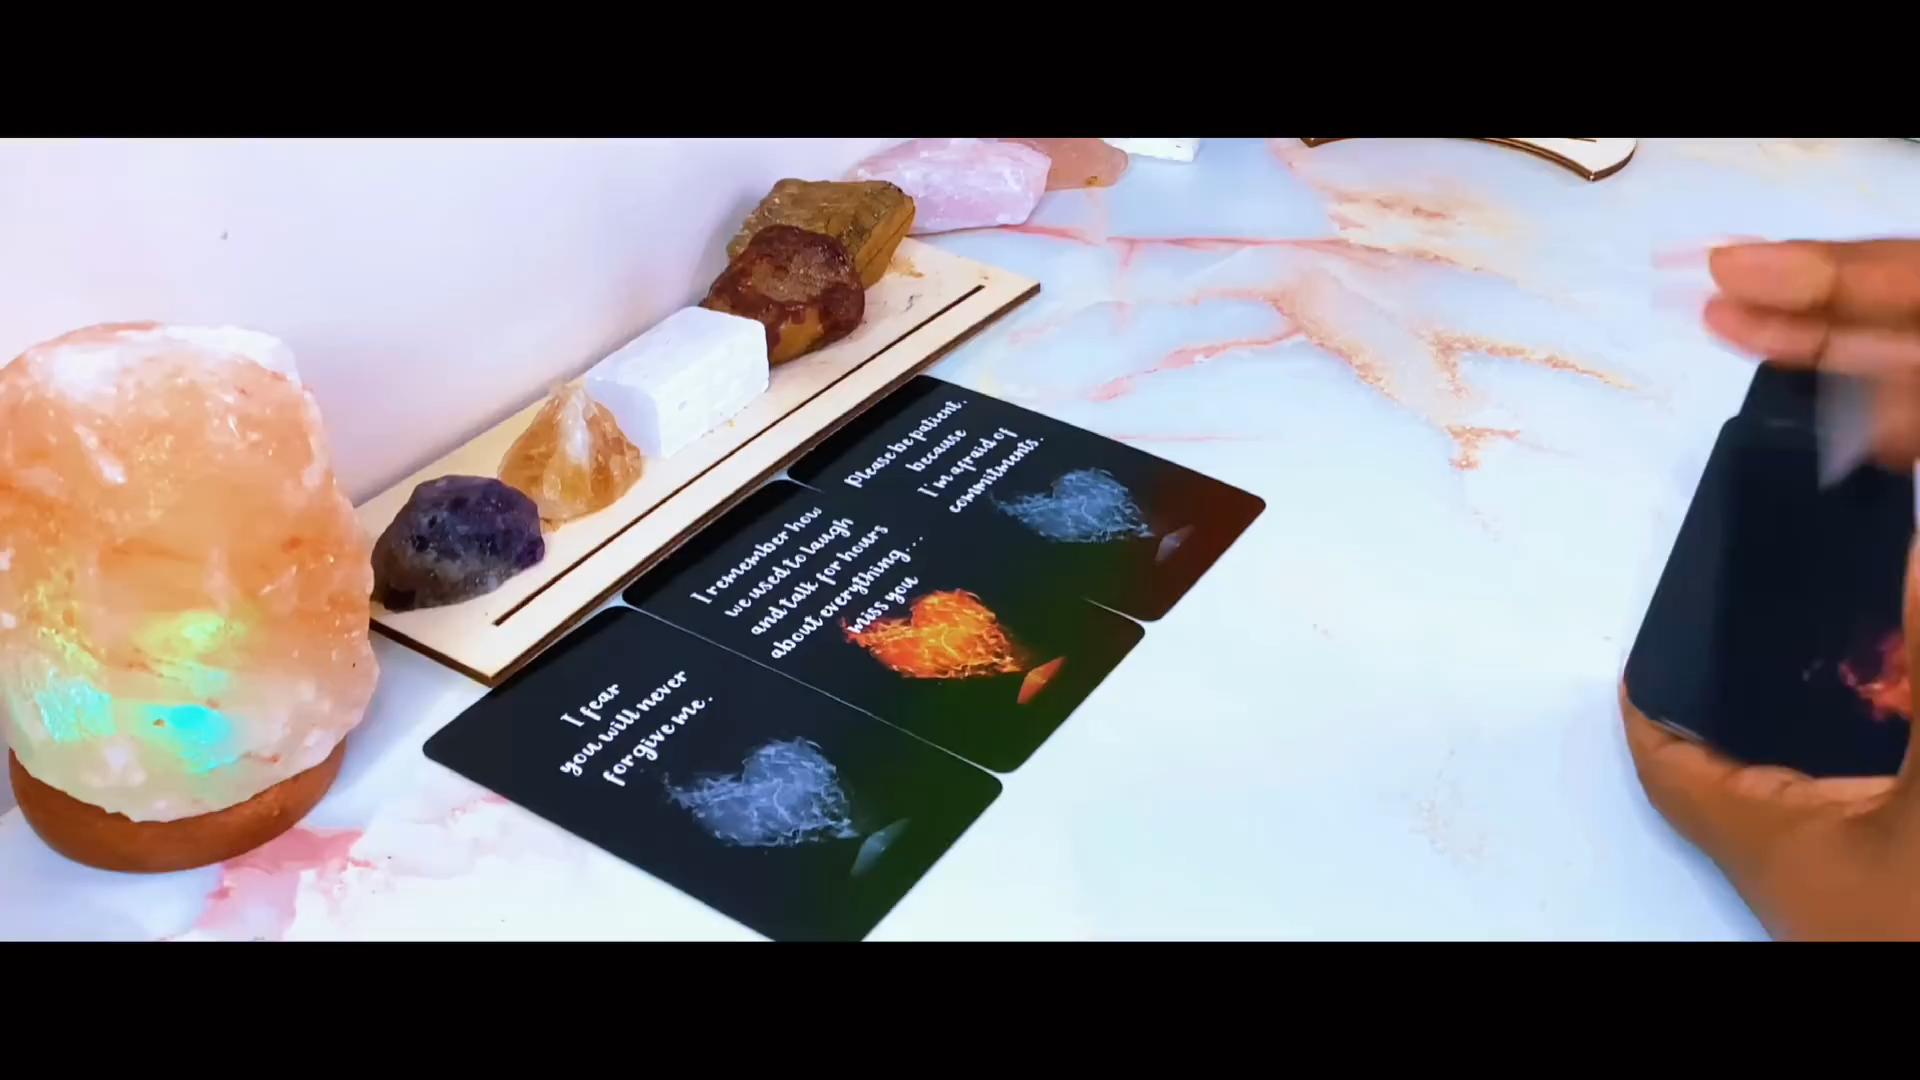 I fear
you will never
forgive me.
I remember how
we used to laugh
and talk for hours
about everything...
miss you
Please be patient.
because
I'm afraid of
commitments.